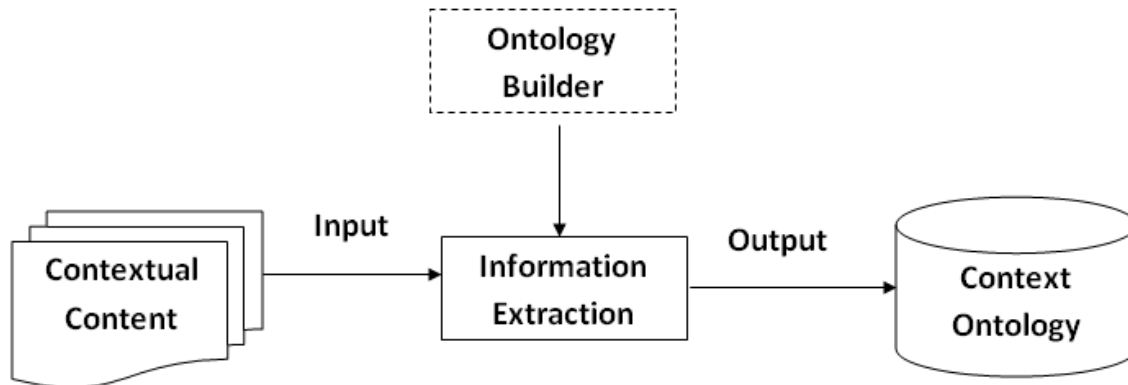 Ontology
Builder
Input
Output
Contextual
Content
Information
Extraction
Context
Ontology